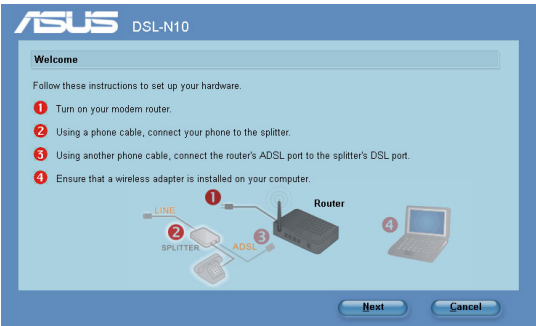 ASUS DSL-N10
Welcome
Follow these instructions to set up your hardware.
1 Turn on your modem router.
2 Using a phone cable, connect your phone to the splitter.
3 Using another phone cable, connect the router's ADSL port to the splitter's DSL port.
4 Ensure that a wireless adapter is installed on your computer.
1 Router
LINE
4
2 3
SPLITTER ADSL
Next Cancel